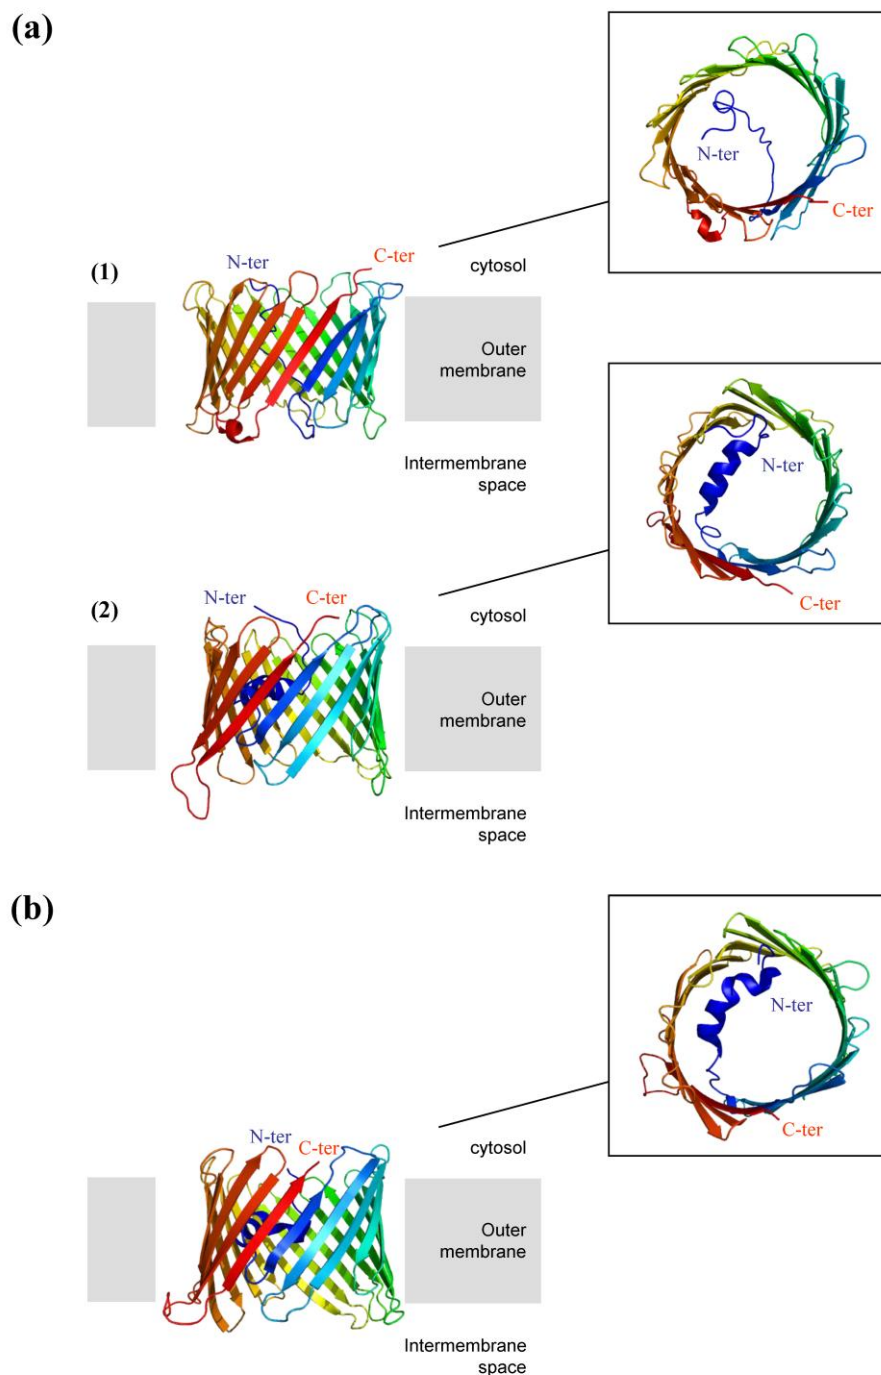 (a)
N-ter
C-ter
(1)
N-ter
C-ter
cytosol
Outer
membrane
Intermembrane
space
N-ter
C-ter
(2)
N-ter
C-ter
cytosol
Outer
membrane
Intermembrane
space
(b)
N-ter
C-ter
N-ter
C-ter
cytosol
Outer
membrane
Intermembrane
space